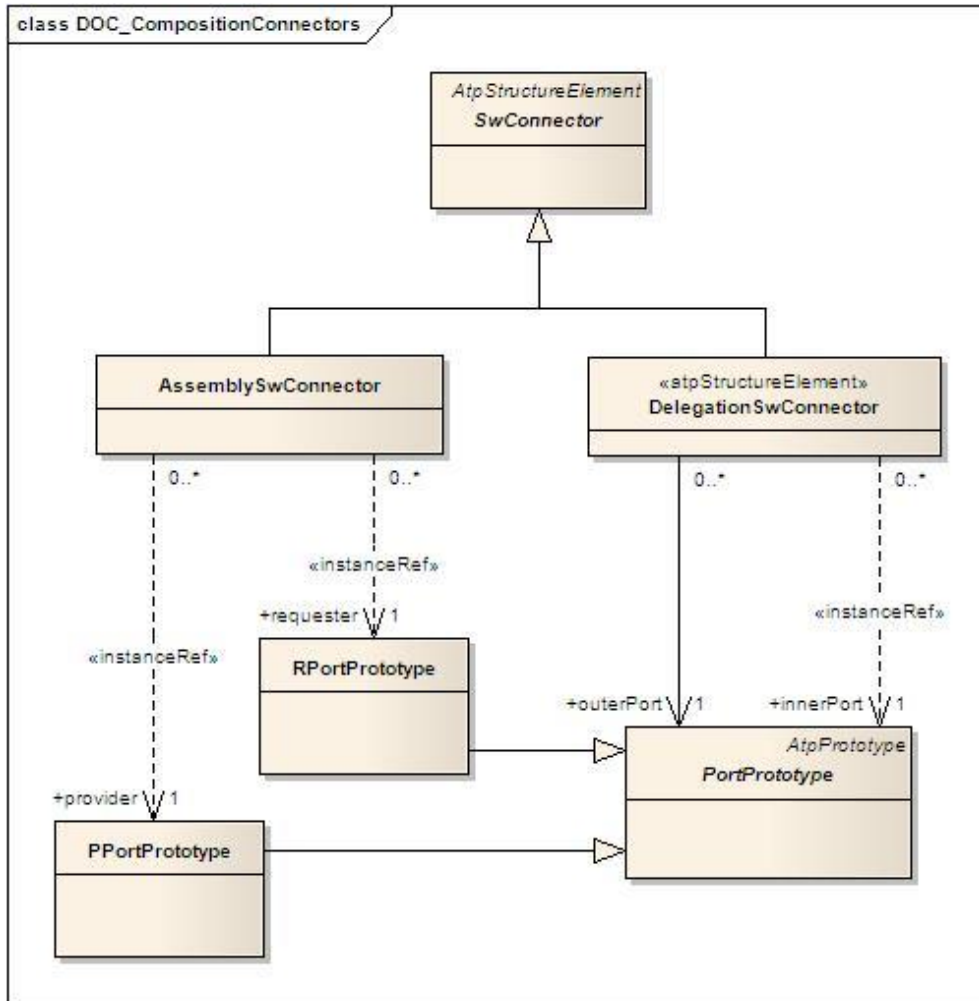 class DOC_CompositionConnectors
AtpStructureElement
SwConnector
AssemblySwConnector
«atpStructureElement»
DelegationSwConnector
0..*
0..*
0..*
0..*
«instanceRef»
«instanceRef»
+requester
1
«instanceRef»
RPortPrototype
+outerPort
1
+innerPort
1
AtpPrototype
PortPrototype
+provider
1
PPortPrototype